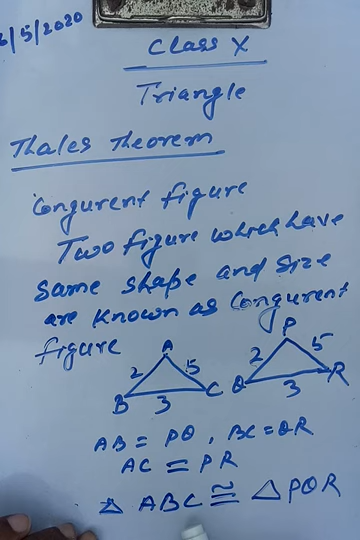 /5/2020
Class X
Triangle
Thales Theorem
Congurent figure
Two figure which have
same shape and size
are known as Congurent
figure
A
2 5
B 3 C
P
2 5
Q 3 R
AB = PQ , BC = QR
AC = PR
△ ABC ≅ △ PQR